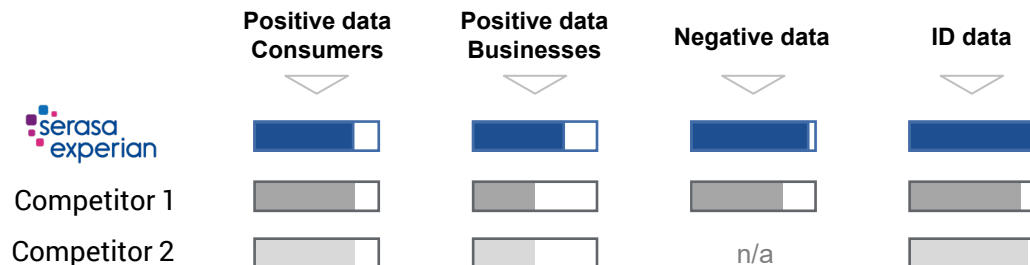 Positive data
Consumers
Positive data
Businesses
Negative data
ID data
serasa
experian
Competitor 1
Competitor 2
n/a